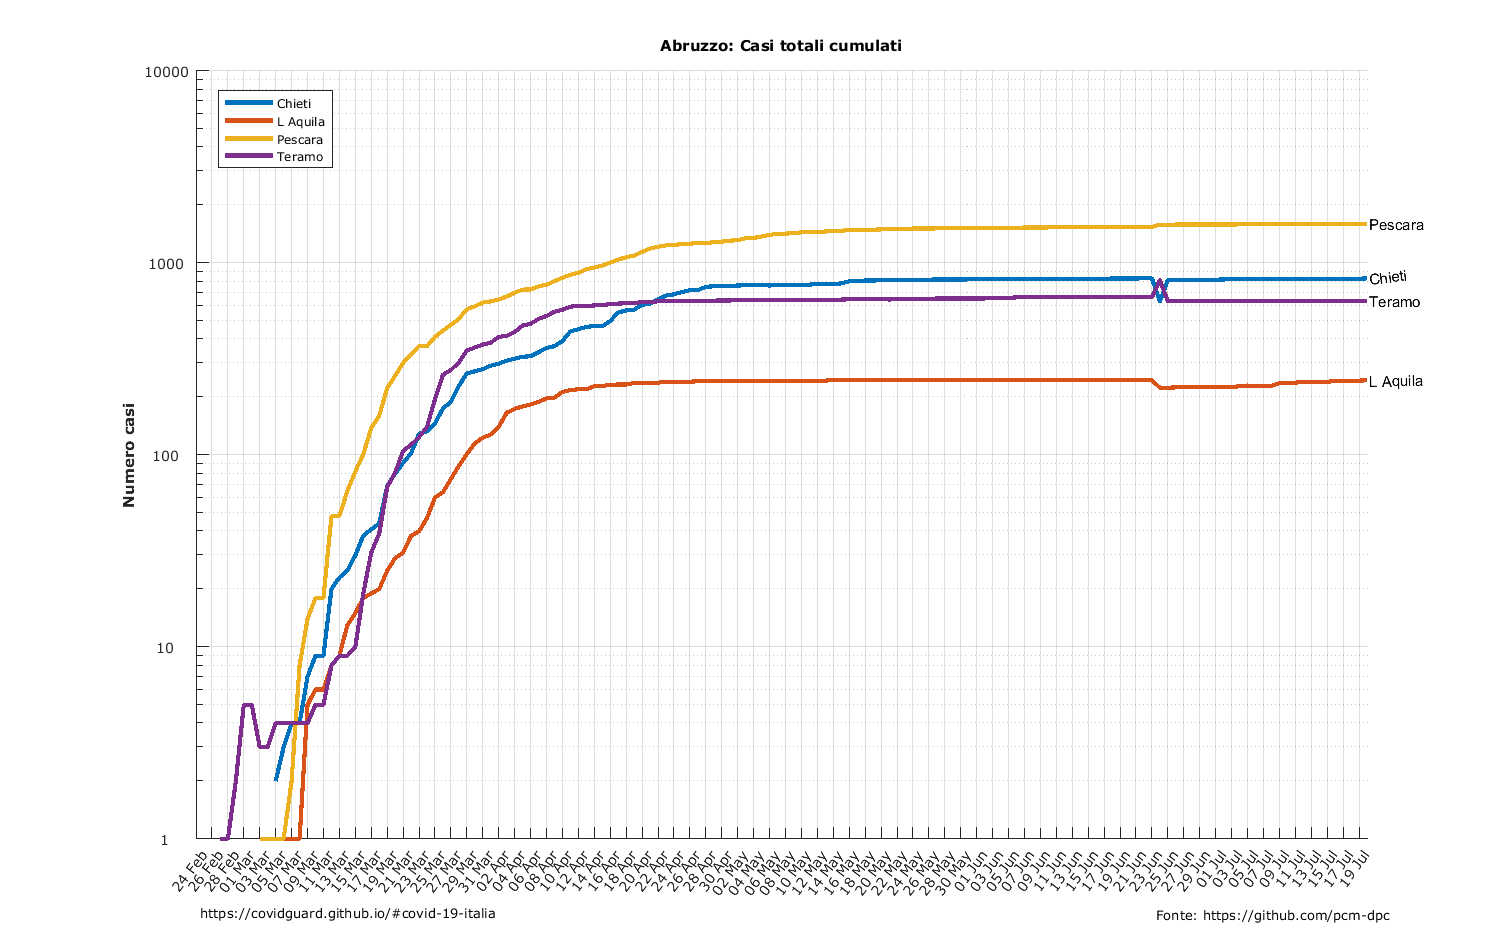 Abruzzo: Casi totali cumulati
10000
1000
100
10
1
Numero casi
Chieti
L Aquila
Pescara
Teramo
Pescara
Chieti
Teramo
L Aquila
24 Feb
26 Feb
28 Feb
01 Mar
03 Mar
05 Mar
07 Mar
09 Mar
11 Mar
13 Mar
15 Mar
17 Mar
19 Mar
21 Mar
23 Mar
25 Mar
27 Mar
29 Mar
31 Mar
02 Apr
04 Apr
06 Apr
08 Apr
10 Apr
12 Apr
14 Apr
16 Apr
18 Apr
20 Apr
22 Apr
24 Apr
26 Apr
28 Apr
30 Apr
02 May
04 May
06 May
08 May
10 May
12 May
14 May
16 May
18 May
20 May
22 May
24 May
26 May
28 May
30 May
01 Jun
03 Jun
05 Jun
07 Jun
09 Jun
11 Jun
13 Jun
15 Jun
17 Jun
19 Jun
21 Jun
23 Jun
25 Jun
27 Jun
29 Jun
01 Jul
03 Jul
05 Jul
07 Jul
09 Jul
11 Jul
13 Jul
15 Jul
17 Jul
19 Jul
https://covidguard.github.io/#covid-19-italia
Fonte: https://github.com/pcm-dpc